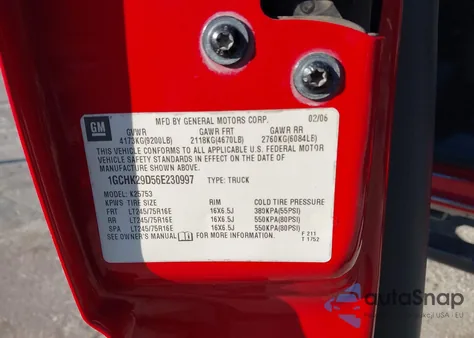 GM
MFD BY GENERAL MOTORS CORP. 02/06
GVWR GAWR FRT GAWR RR
4173KG(9200LB) 2118KG(4670LB) 2760KG(6084LB)
THIS VEHICLE CONFORMS TO ALL APPLICABLE U.S. FEDERAL MOTOR
VEHICLE SAFETY STANDARDS IN EFFECT ON THE DATE OF
MANUFACTURE SHOWN ABOVE.
1GCHK29D56E230997 TYPE: TRUCK
MODEL: K25753
KPWS TIRE SIZE RIM COLD TIRE PRESSURE
FRT LT245/75R16E 16X6.5J 380KPA(55PSI)
RR LT245/75R16E 16X6.5J 550KPA(80PSI)
SPA LT245/75R16E 16X6.5J 550KPA(80PSI)
SEE OWNER'S MANUAL FOR MORE INFORMATION.
F 211
T 1752
autoSnap
USA i EU